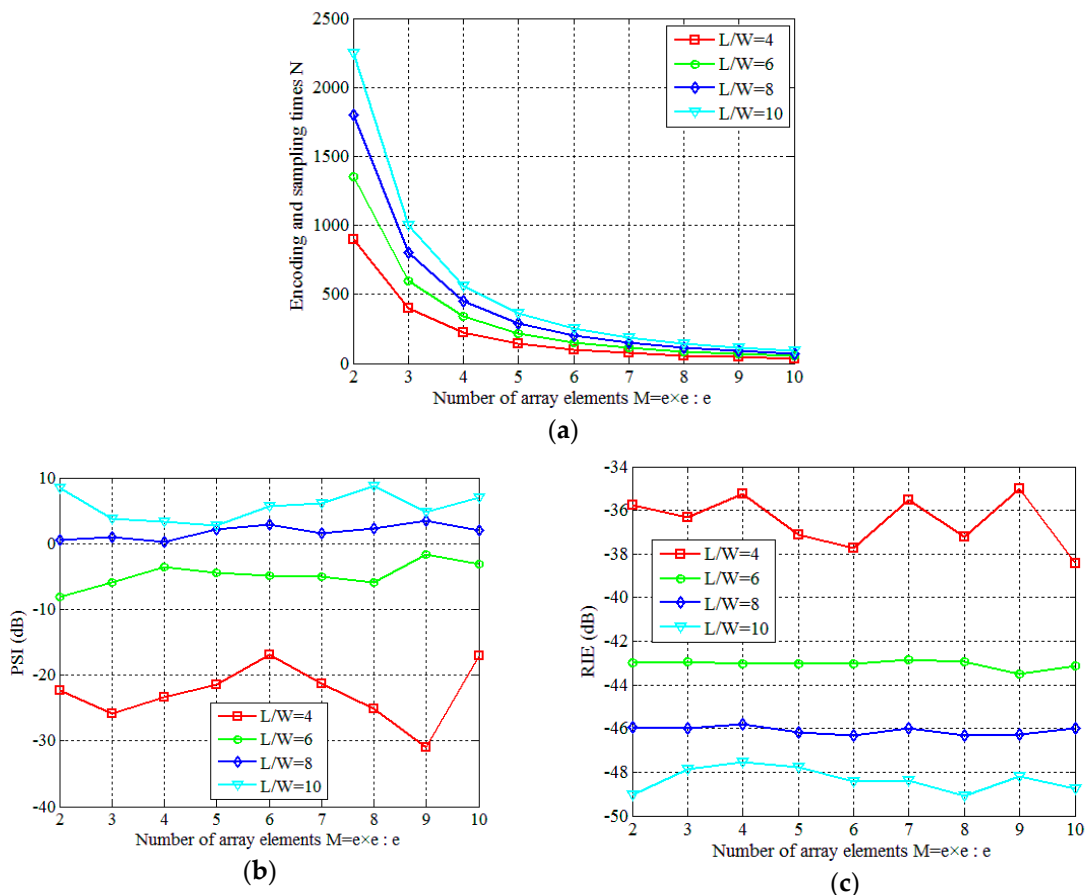 2500
2000
1500
1000
500
0
Encoding and sampling times N
L/W=4
L/W=6
L/W=8
L/W=10
2 3 4 5 6 7 8 9 10
Number of array elements M=e×e : e
(a)
10
0
-10
-20
-30
-40
PSI (dB)
L/W=4
L/W=6
L/W=8
L/W=10
2 3 4 5 6 7 8 9 10
Number of array elements M=e×e : e
(b)
-34
-36
-38
-40
-42
-44
-46
-48
-50
RIE (dB)
L/W=4
L/W=6
L/W=8
L/W=10
2 3 4 5 6 7 8 9 10
Number of array elements M=e×e : e
(c)